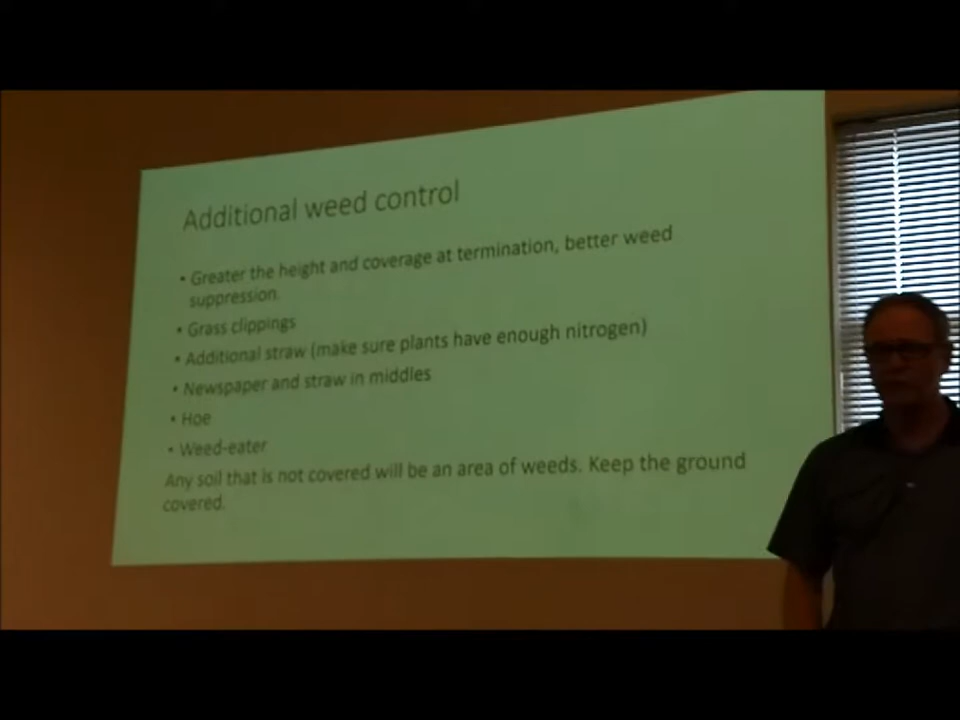 Additional weed control
• Greater the height and coverage at termination, better weed
suppression.
• Grass clippings
• Additional straw (make sure plants have enough nitrogen)
• Newspaper and straw in middles
• Hoe
• Weed-eater
Any soil that is not covered will be an area of weeds. Keep the ground
covered.